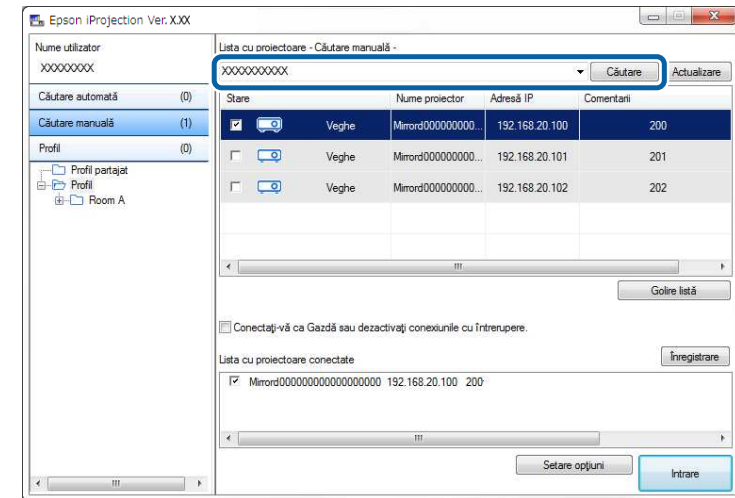 Epson iProjection Ver. X.XX
Nume utilizator
XXXXXXXX
Căutare automată (0)
Căutare manuală (1)
Profil (0)
Profil partajat
Profil
Room A
Lista cu proiectoare - Căutare manuală -
XXXXXXXXXX Căutare Actualizare
Stare Nume proiector Adresă IP Comentarii
Veghe Mirrord000000000... 192.168.20.100 200
Veghe Mirrord000000000... 192.168.20.101 201
Veghe Mirrord000000000... 192.168.20.102 202
Golire listă
Conectaţi-vă ca Gazdă sau dezactivaţi conexiunile cu întrerupere.
Lista cu proiectoare conectate Înregistrare
Mirrord00000000000000000 192.168.20.100 200
Setare opţiuni Intrare